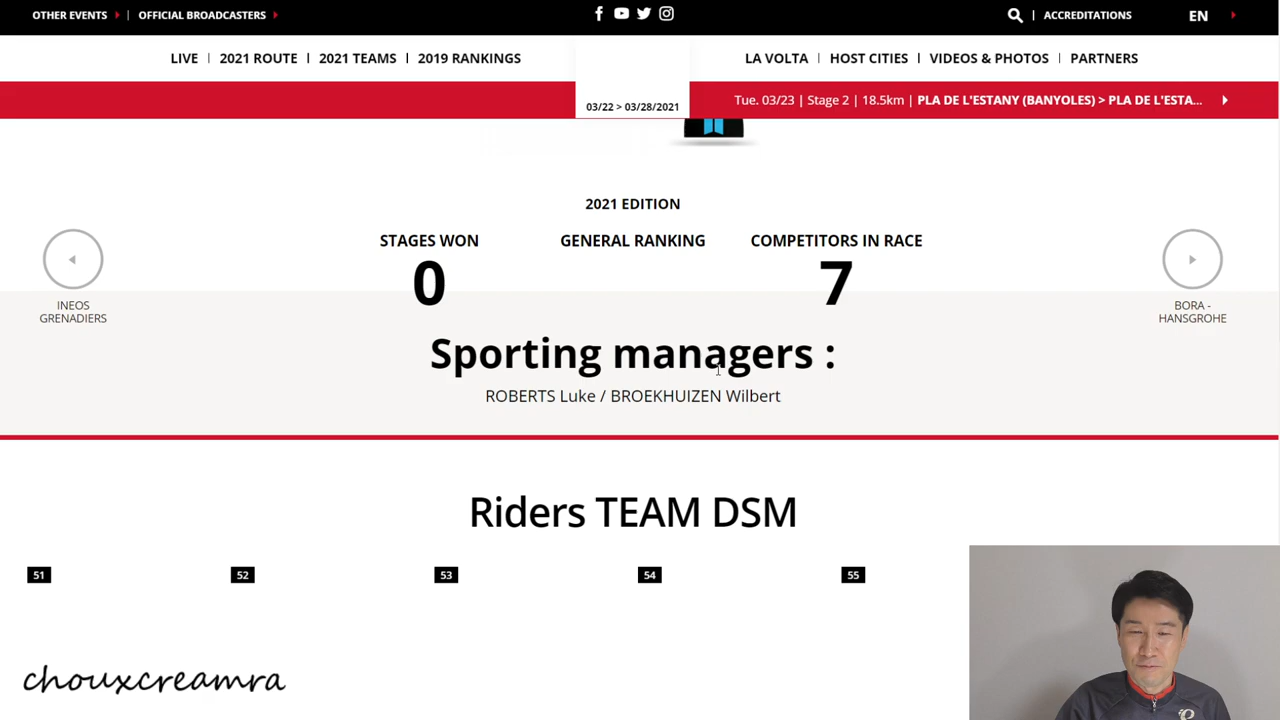 OTHER EVENTS | OFFICIAL BROADCASTERS | ACCREDITATIONS EN
LIVE | 2021 ROUTE | 2021 TEAMS | 2019 RANKINGS LA VOLTA | HOST CITIES | VIDEOS & PHOTOS | PARTNERS
03/22 > 03/28/2021
Tue. 03/23 | Stage 2 | 18.5km | PLA DE L'ESTANY (BANYOLES) > PLA DE L'ESTA...
2021 EDITION
STAGES WON GENERAL RANKING COMPETITORS IN RACE
0 7
INEOS GRENADIERS
BORA - HANSGROHE
Sporting managers :
ROBERTS Luke / BROEKHUIZEN Wilbert
Riders TEAM DSM
51 52 53 54 55
chouxcreamra